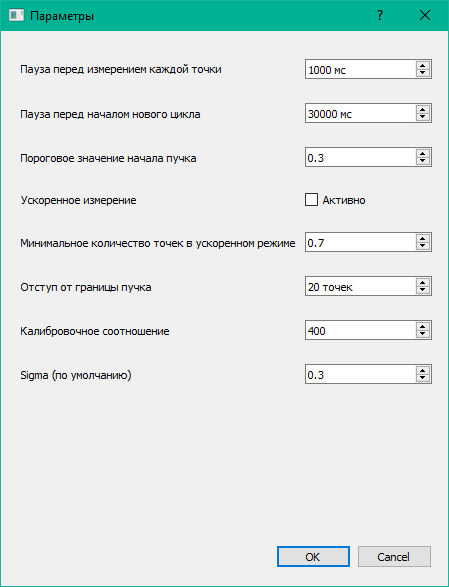 Параметры
?
Пауза перед измерением каждой точки 1000 мс
Пауза перед началом нового цикла 30000 мс
Пороговое значение начала пучка 0.3
Ускоренное измерение Активно
Минимальное количество точек в ускоренном режиме 0.7
Отступ от границы пучка 20 точек
Калибровочное соотношение 400
Sigma (по умолчанию) 0.3
OK Cancel